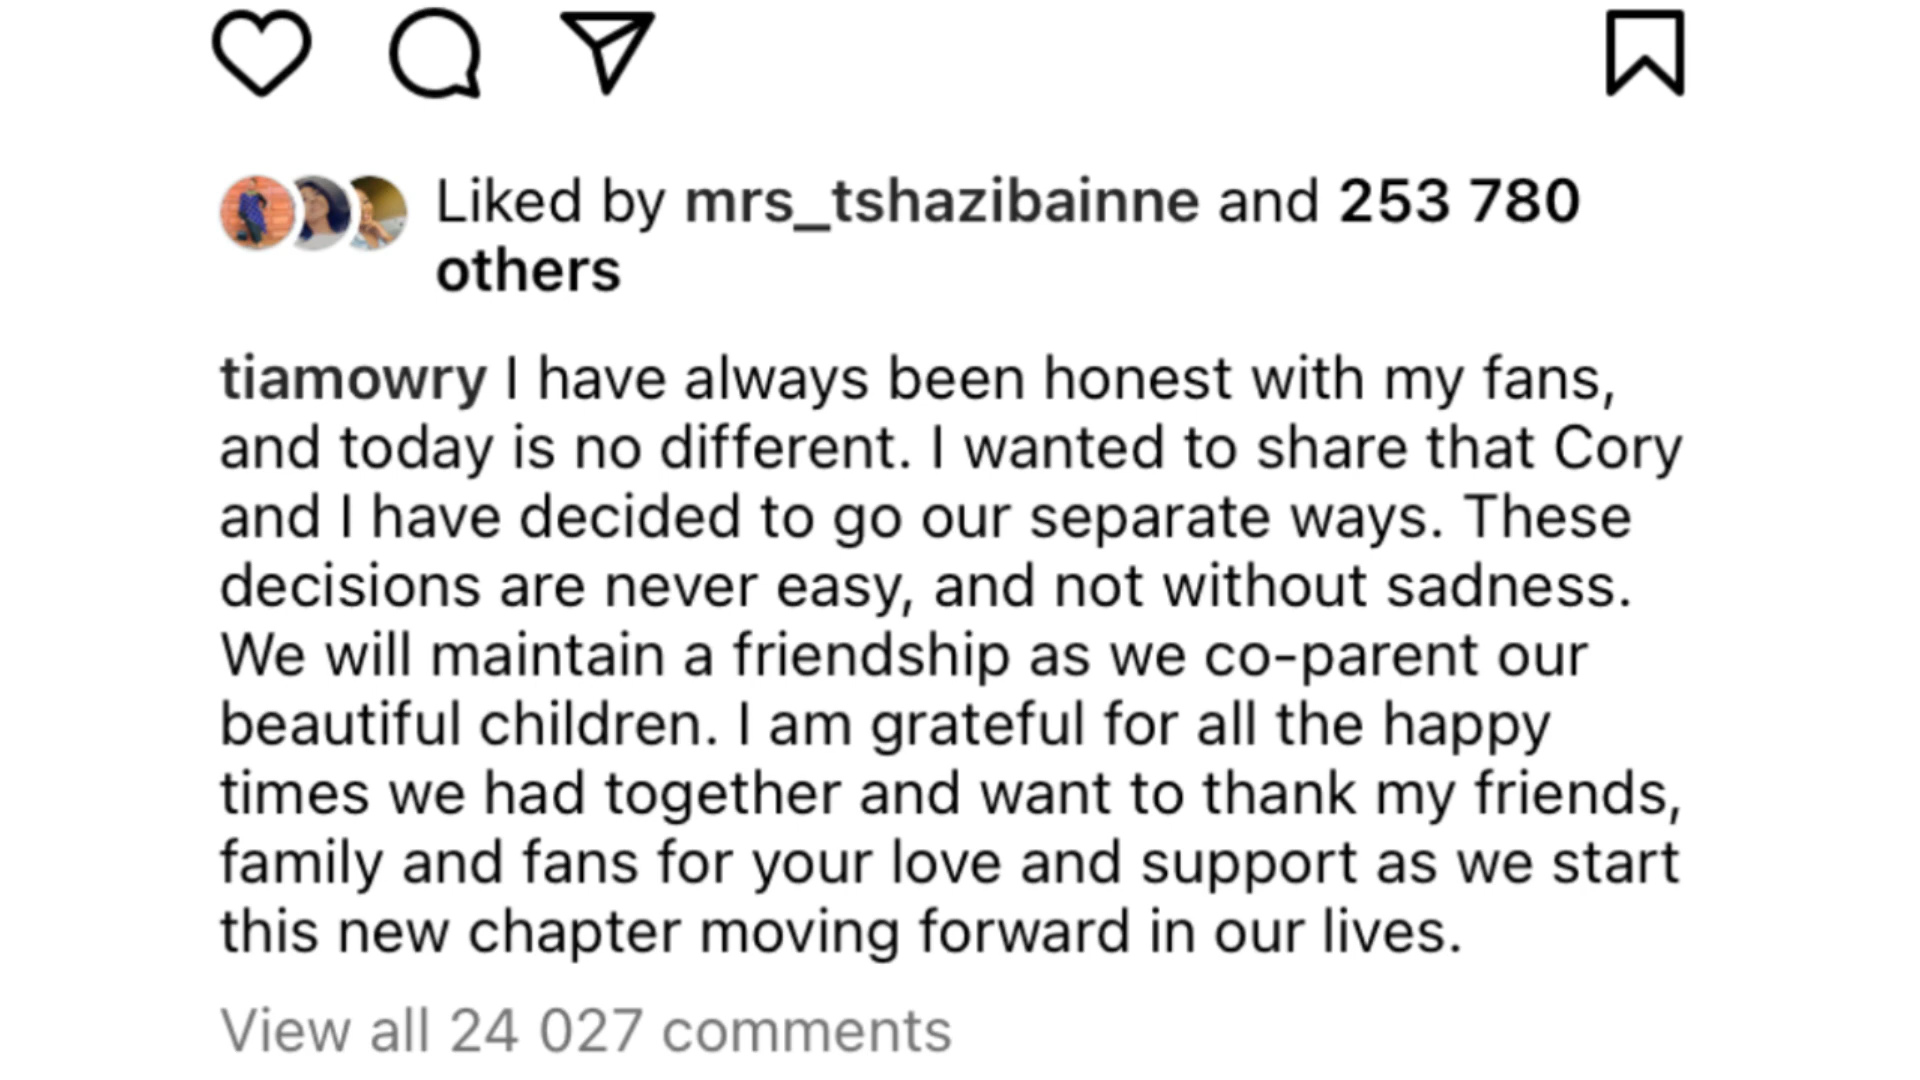 Liked by mrs_tshazibainne and 253 780
others
tiamowry I have always been honest with my fans,
and today is no different. I wanted to share that Cory
and I have decided to go our separate ways. These
decisions are never easy, and not without sadness.
We will maintain a friendship as we co-parent our
beautiful children. I am grateful for all the happy
times we had together and want to thank my friends,
family and fans for your love and support as we start
this new chapter moving forward in our lives.
View all 24 027 comments